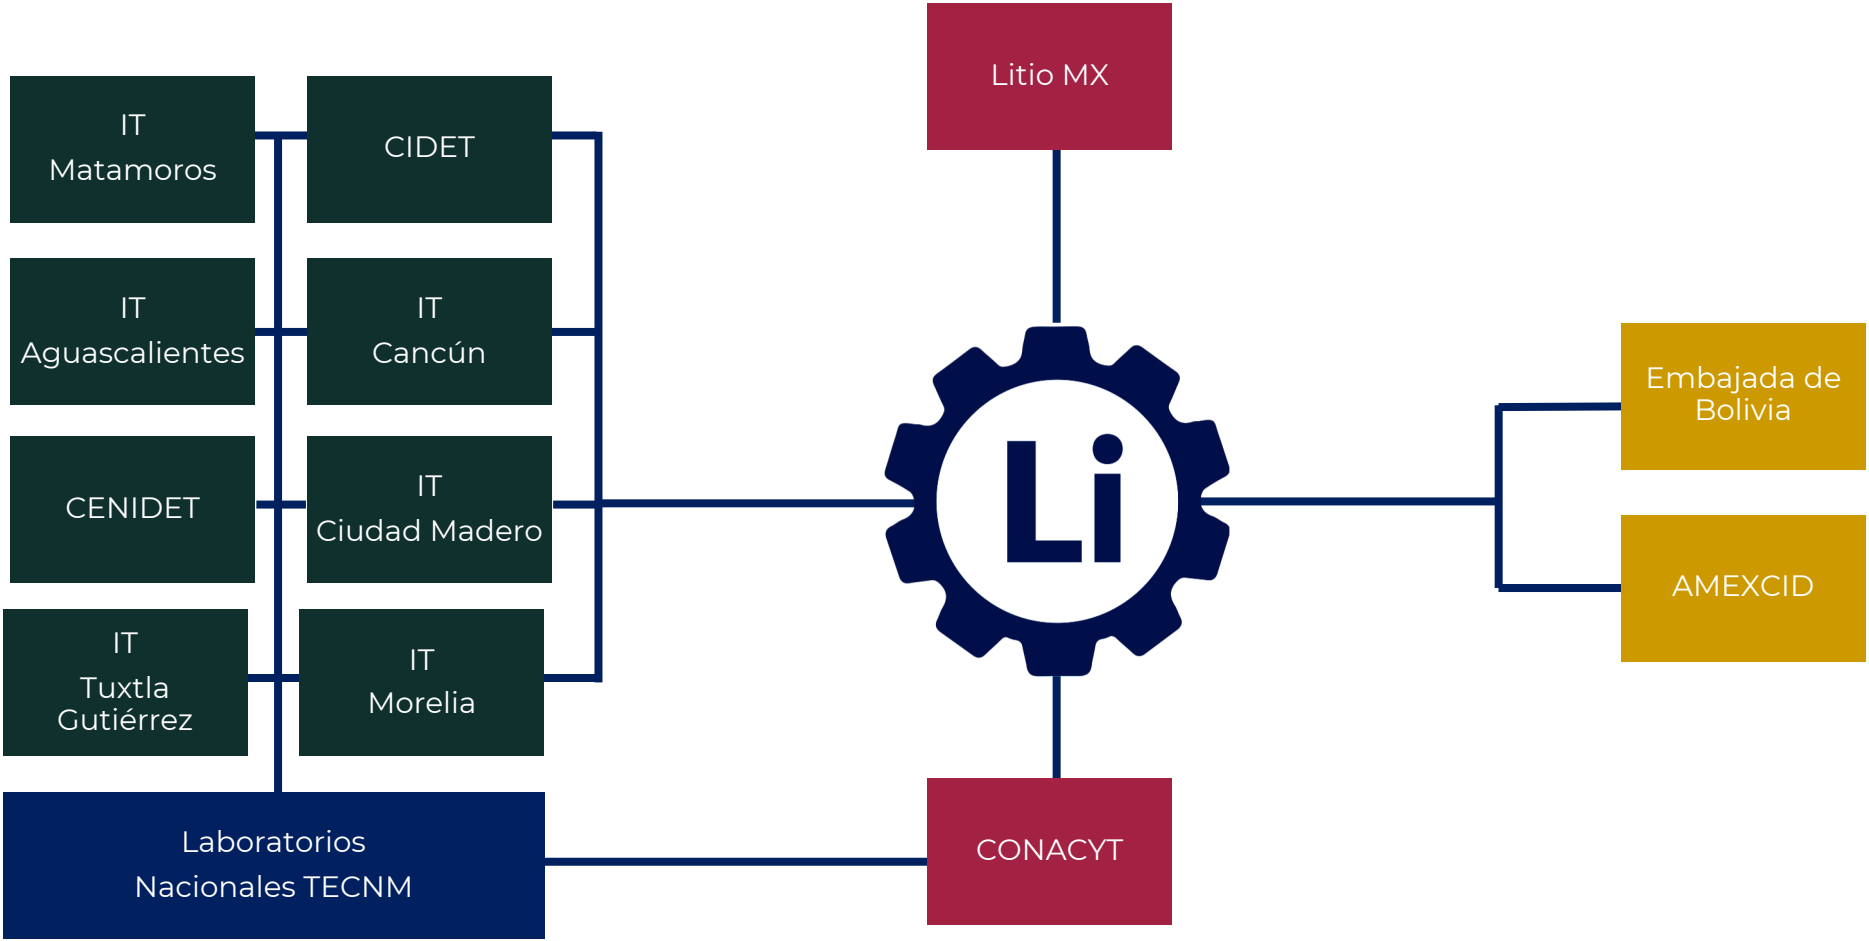 Litio MX
IT
Matamoros
CIDET
IT
Aguascalientes
IT
Cancún
CENIDET
IT
Ciudad Madero
IT
Tuxtla
Gutiérrez
IT
Morelia
Laboratorios
Nacionales TECNM
Li
CONACYT
Embajada de
Bolivia
AMEXCID